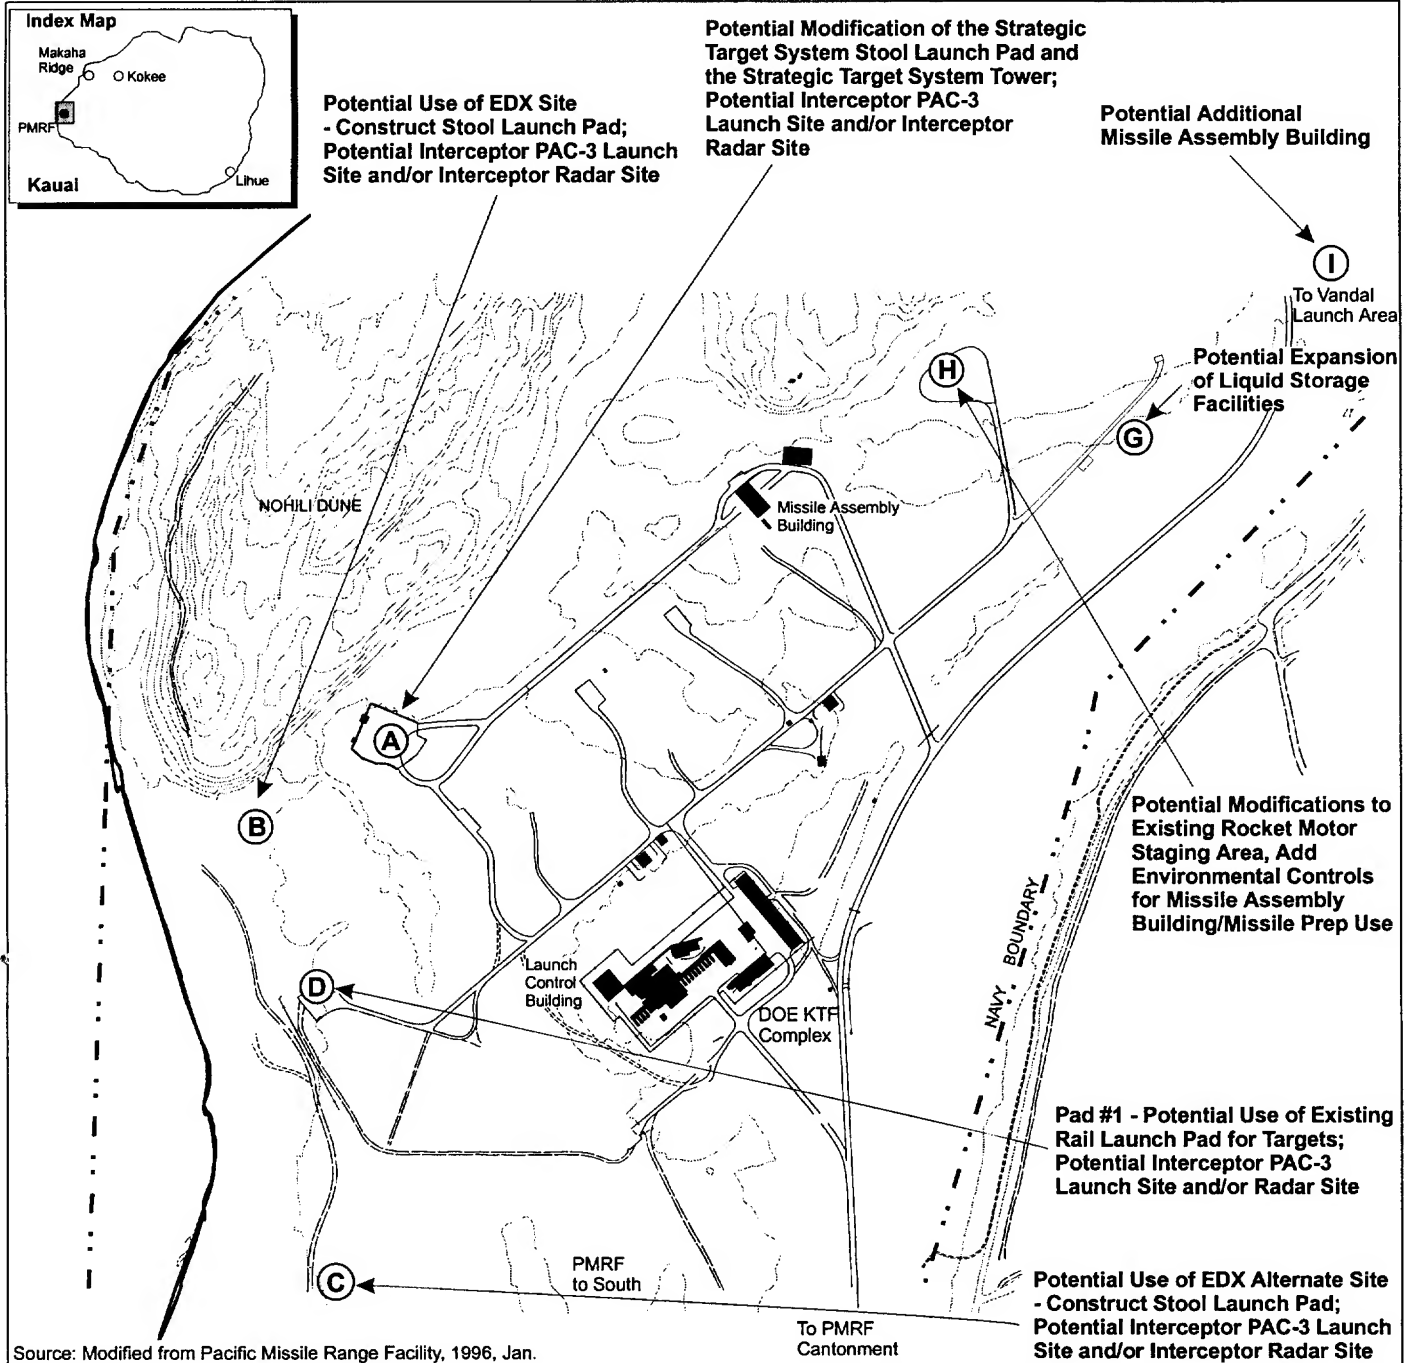 Index Map
Makaha
Ridge
Kokee
PMRF
Lihue
Kauai
Potential Use of EDX Site
- Construct Stool Launch Pad;
Potential Interceptor PAC-3 Launch
Site and/or Interceptor Radar Site
Potential Modification of the Strategic
Target System Stool Launch Pad and
the Strategic Target System Tower;
Potential Interceptor PAC-3
Launch Site and/or Interceptor
Radar Site
Potential Additional
Missile Assembly Building
I
To Vandal
Launch Area
Potential Expansion
of Liquid Storage
Facilities
H
G
NOHILI DUNE
Missile Assembly
Building
A
B
Potential Modifications to
Existing Rocket Motor
Staging Area, Add
Environmental Controls
for Missile Assembly
Building/Missile Prep Use
NAVY BOUNDARY
Launch
Control
Building
D
DOE KTF
Complex
Pad #1 - Potential Use of Existing
Rail Launch Pad for Targets;
Potential Interceptor PAC-3
Launch Site and/or Radar Site
C
PMRF
to South
Potential Use of EDX Alternate Site
- Construct Stool Launch Pad;
Potential Interceptor PAC-3 Launch
Site and/or Interceptor Radar Site
To PMRF
Cantonment
Source: Modified from Pacific Missile Range Facility, 1996, Jan.